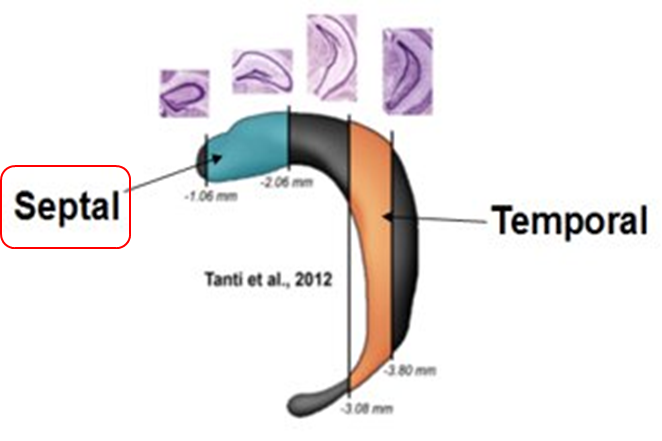 -2.06 mm
-1.06 mm
Septal
Temporal
Tanti et al., 2012
-3.80 mm
-3.08 mm